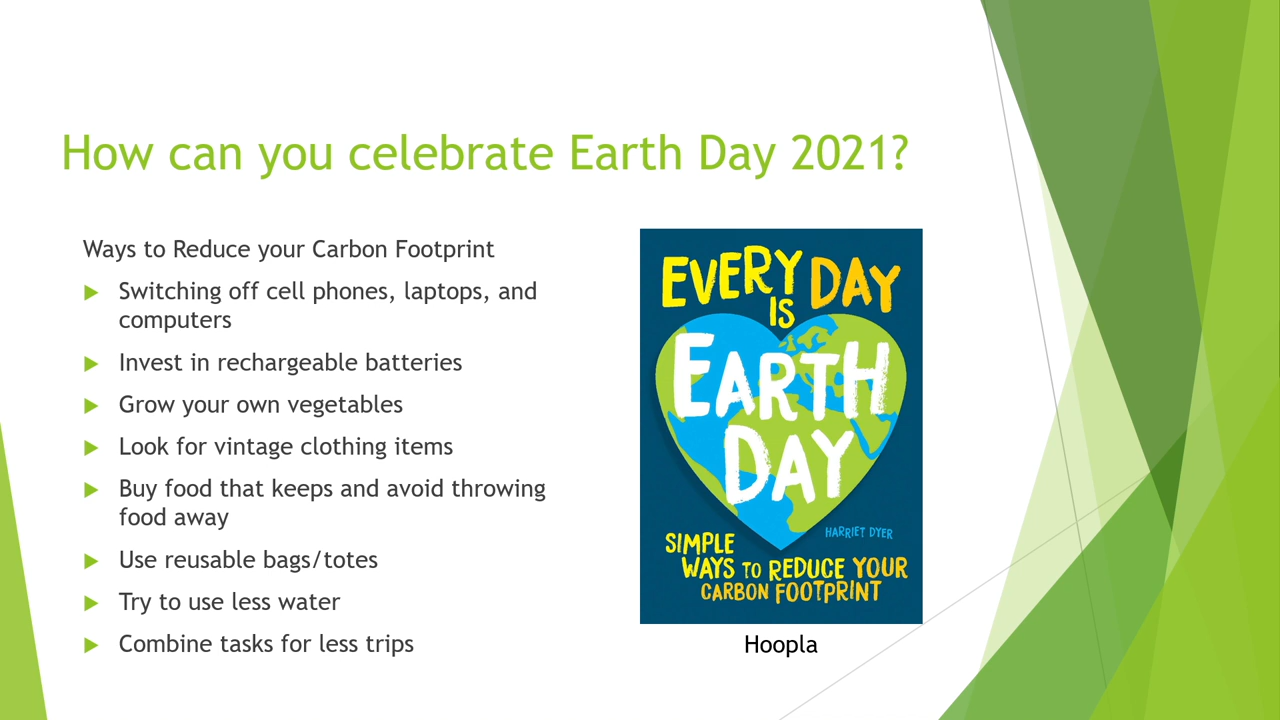 How can you celebrate Earth Day 2021?
Ways to Reduce your Carbon Footprint
Switching off cell phones, laptops, and
computers
Invest in rechargeable batteries
Grow your own vegetables
Look for vintage clothing items
Buy food that keeps and avoid throwing
food away
Use reusable bags/totes
Try to use less water
Combine tasks for less trips
EVERY DAY
IS
EARTH
DAY
HARRIET DYER
SIMPLE
WAYS TO REDUCE YOUR
CARBON FOOTPRINT
Hoopla